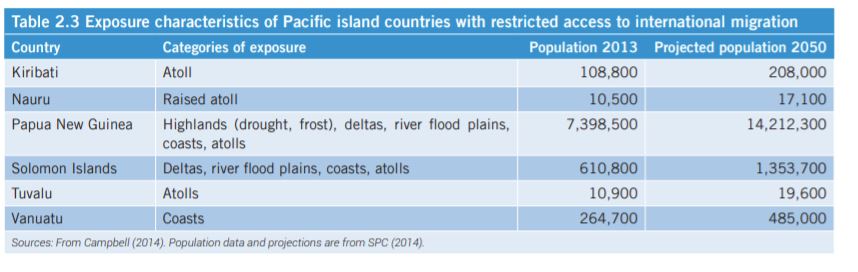 Table 2.3 Exposure characteristics of Pacific island countries with restricted access to international migration
Country Categories of exposure Population 2013 Projected population 2050
Kiribati Atoll 108,800 208,000
Nauru Raised atoll 10,500 17,100
Papua New Guinea Highlands (drought, frost), deltas, river flood plains, 7,398,500 14,212,300
coasts, atolls
Solomon Islands Deltas, river flood plains, coasts, atolls 610,800 1,353,700
Tuvalu Atolls 10,900 19,600
Vanuatu Coasts 264,700 485,000
Sources: From Campbell (2014). Population data and projections are from SPC (2014).